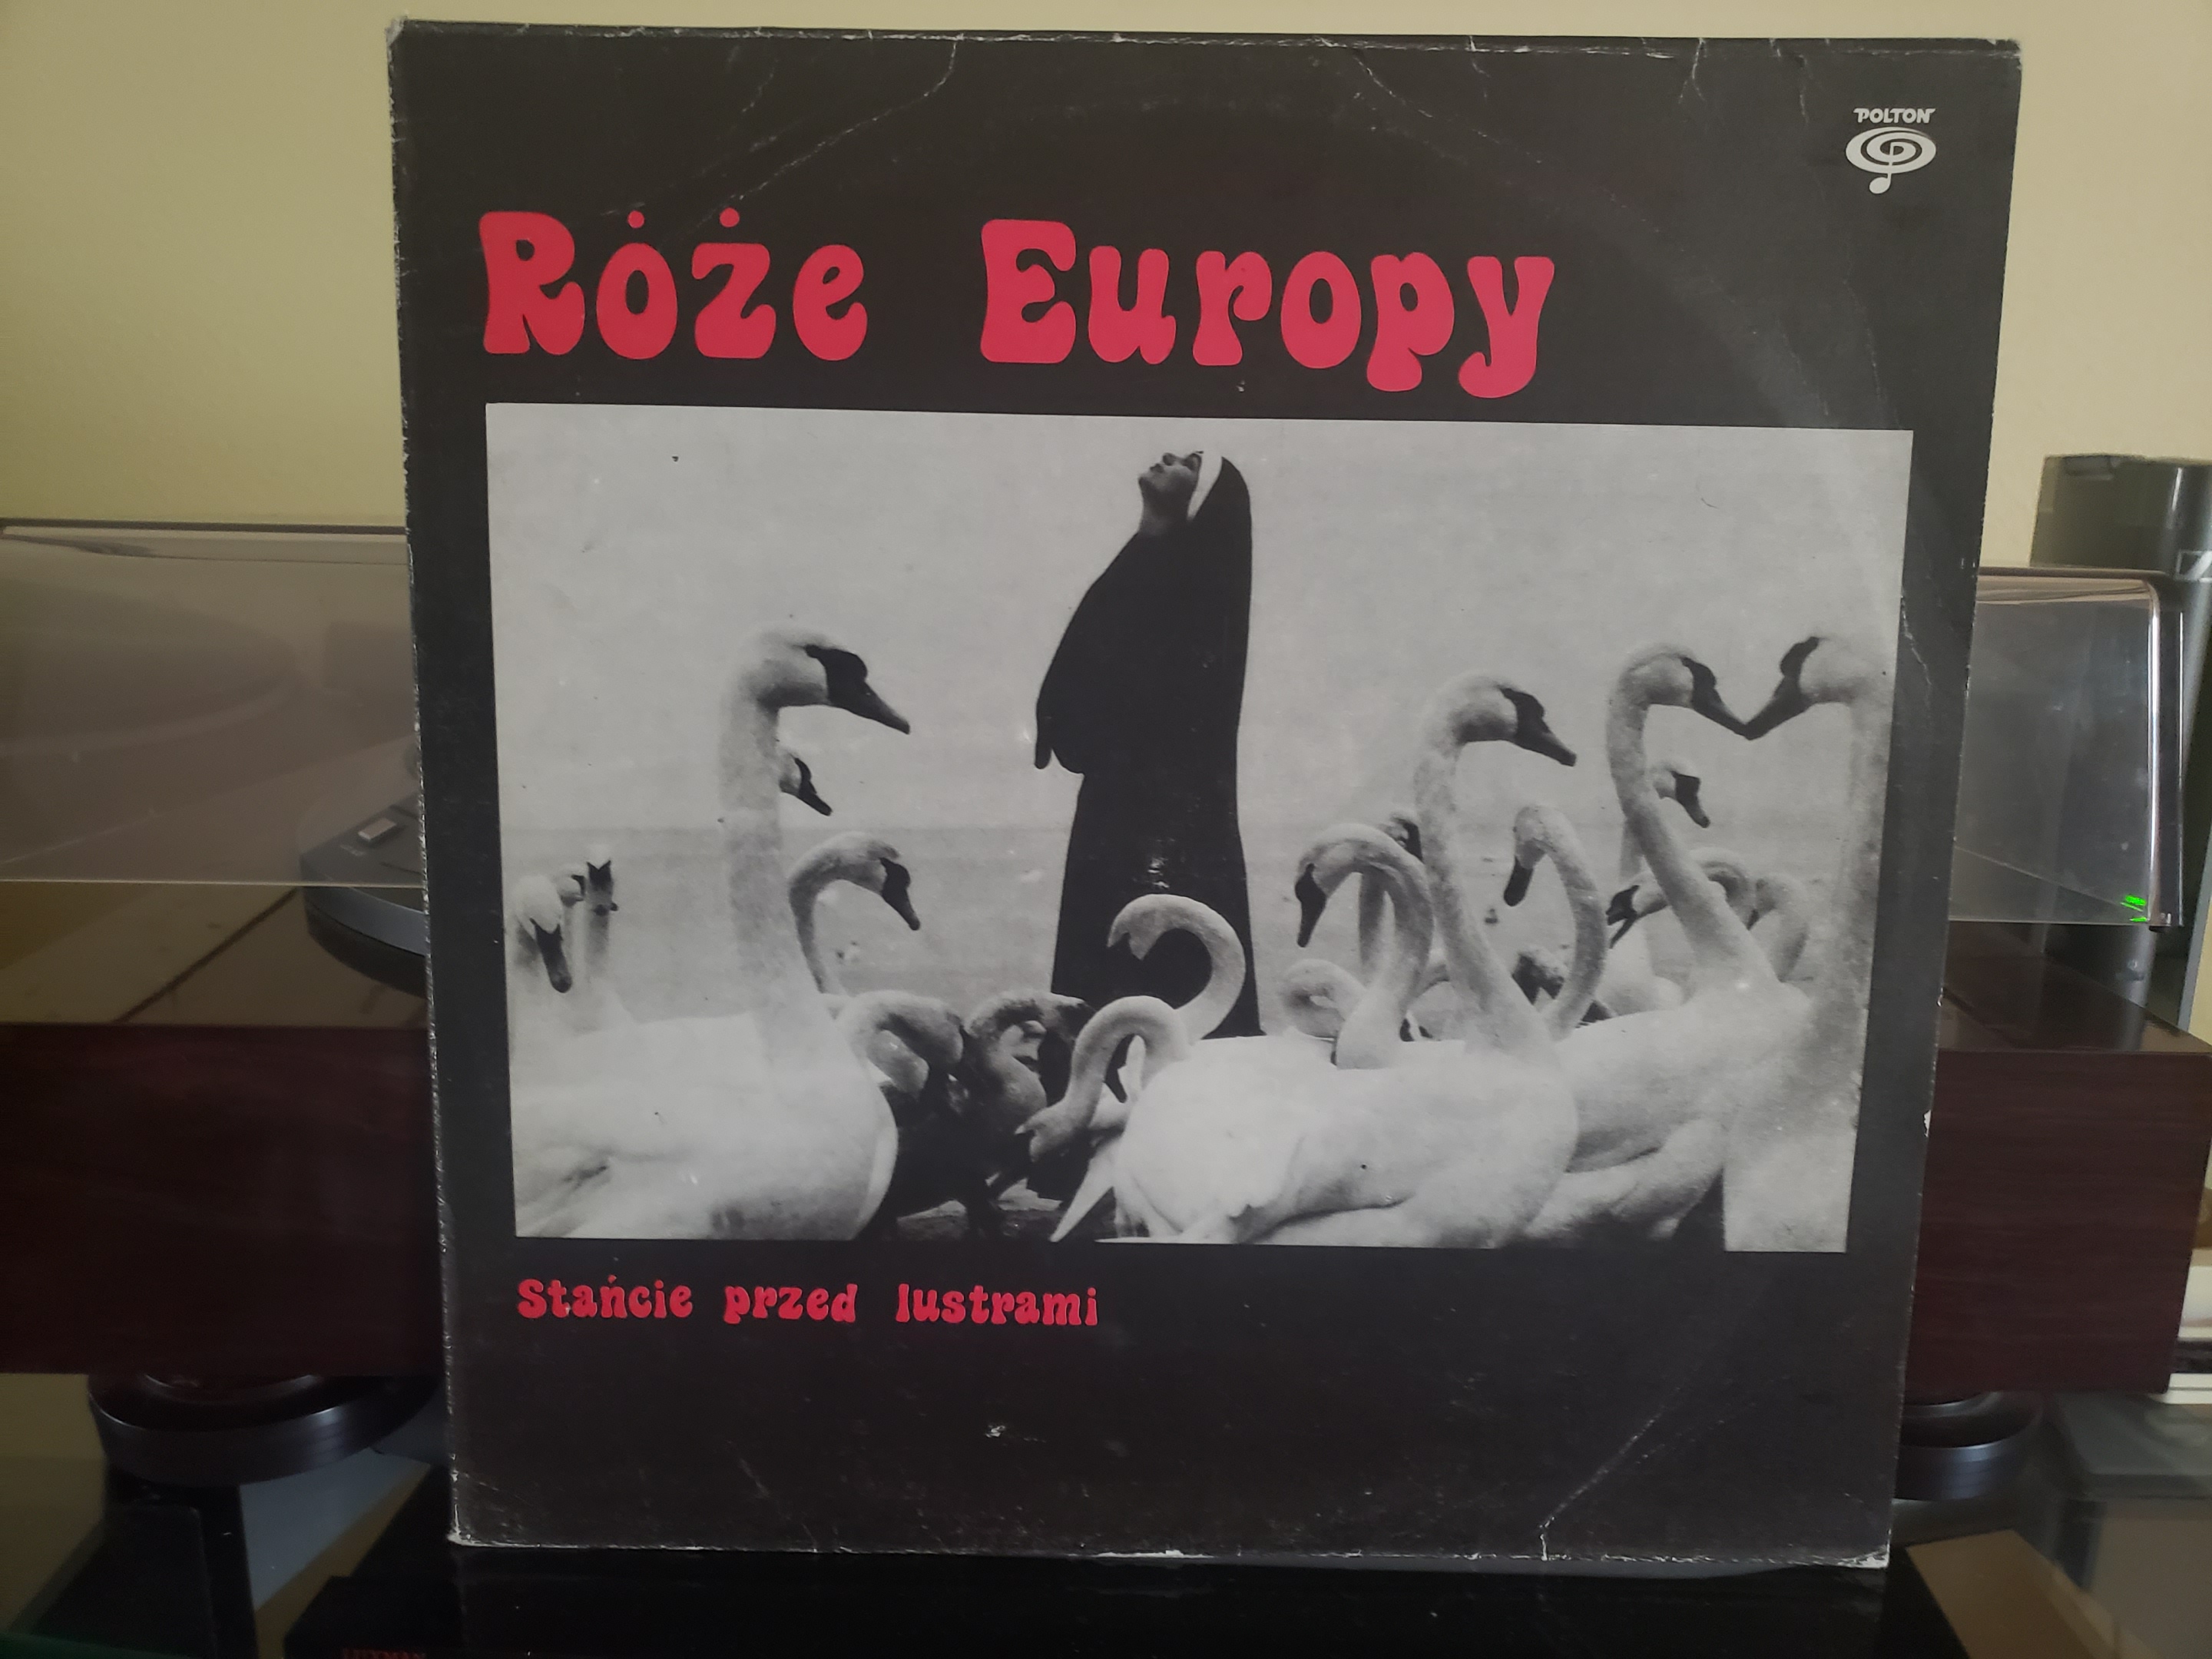 POLTON
Róże Europy
Stańcie przed lustrami